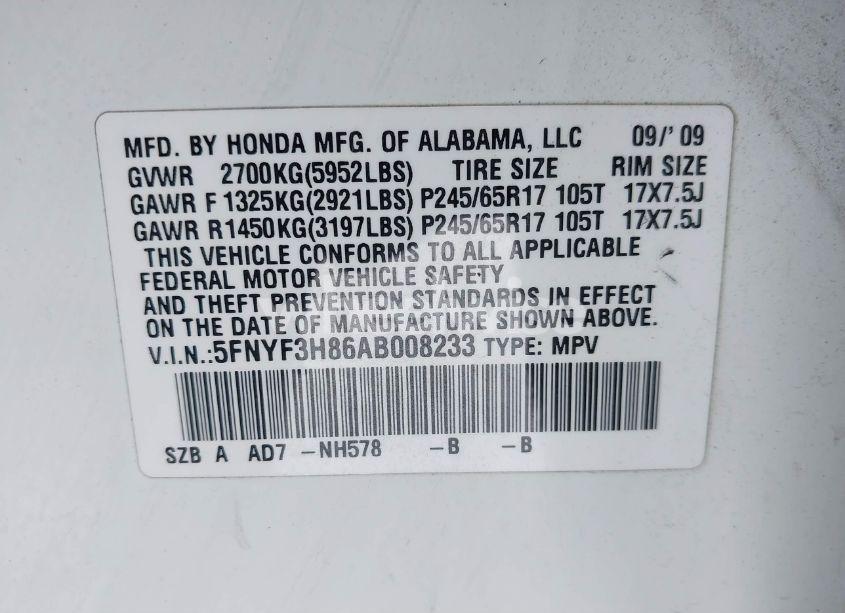 MFD. BY HONDA MFG. OF ALABAMA, LLC 09/'09
GVWR 2700KG(5952LBS) TIRE SIZE RIM SIZE
GAWR F 1325KG(2921LBS) P245/65R17 105T 17X7.5J
GAWR R1450KG(3197LBS) P245/65R17 105T 17X7.5J
THIS VEHICLE CONFORMS TO ALL APPLICABLE
FEDERAL MOTOR VEHICLE SAFETY
AND THEFT PREVENTION STANDARDS IN EFFECT
ON THE DATE OF MANUFACTURE SHOWN ABOVE.
V.I.N.:5FNYF3H86AB008233 TYPE: MPV
SZB A AD7 -NH578 -B -B